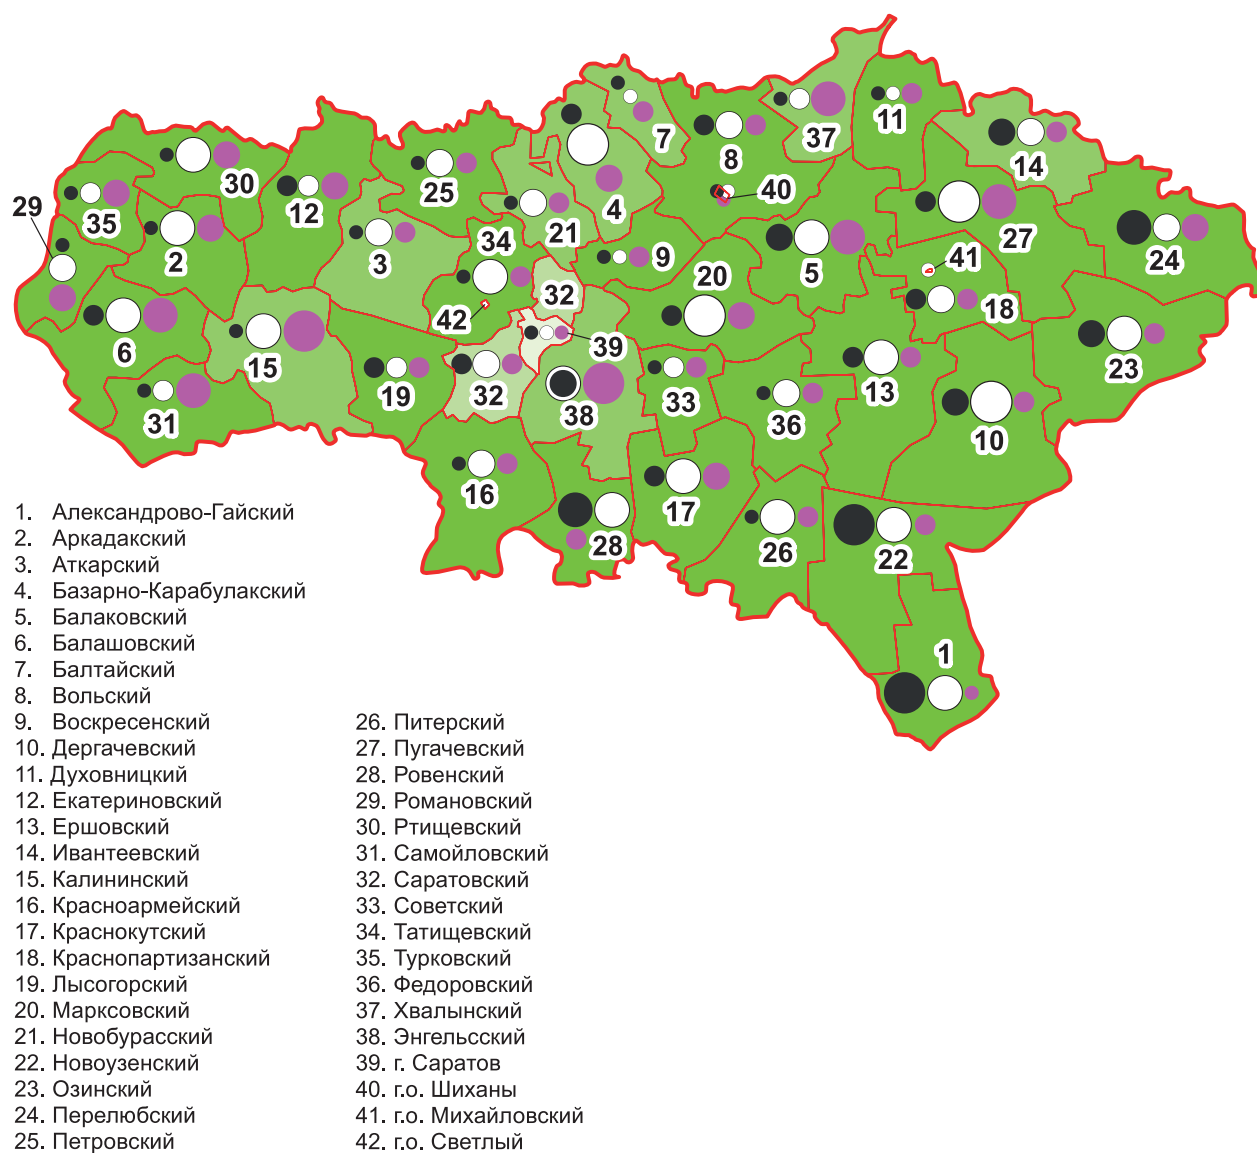 37
11
7
8
14
30
25
12
40
4
29
35
21
34
2
3
9
27
24
41
5
20
32
18
42
6
39
15
23
13
19
32
38
33
36
10
31
16
17
28
26
22
1
1. Александрово-Гайский
2. Аркадакский
3. Аткарский
4. Базарно-Карабулакский
5. Балаковский
6. Балашовский
7. Балтайский
8. Вольский
9. Воскресенский
10. Дергачевский
11. Духовницкий
12. Екатериновский
13. Ершовский
14. Ивантеевский
15. Калининский
16. Красноармейский
17. Краснокутский
18. Краснопартизанский
19. Лысогорский
20. Марксовский
21. Новобурасский
22. Новоузенский
23. Озинский
24. Перелюбский
25. Петровский
26. Питерский
27. Пугачевский
28. Ровенский
29. Романовский
30. Ртищевский
31. Самойловский
32. Саратовский
33. Советский
34. Татищевский
35. Турковский
36. Федоровский
37. Хвалынский
38. Энгельсский
39. г. Саратов
40. г.о. Шиханы
41. г.о. Михайловский
42. г.о. Светлый